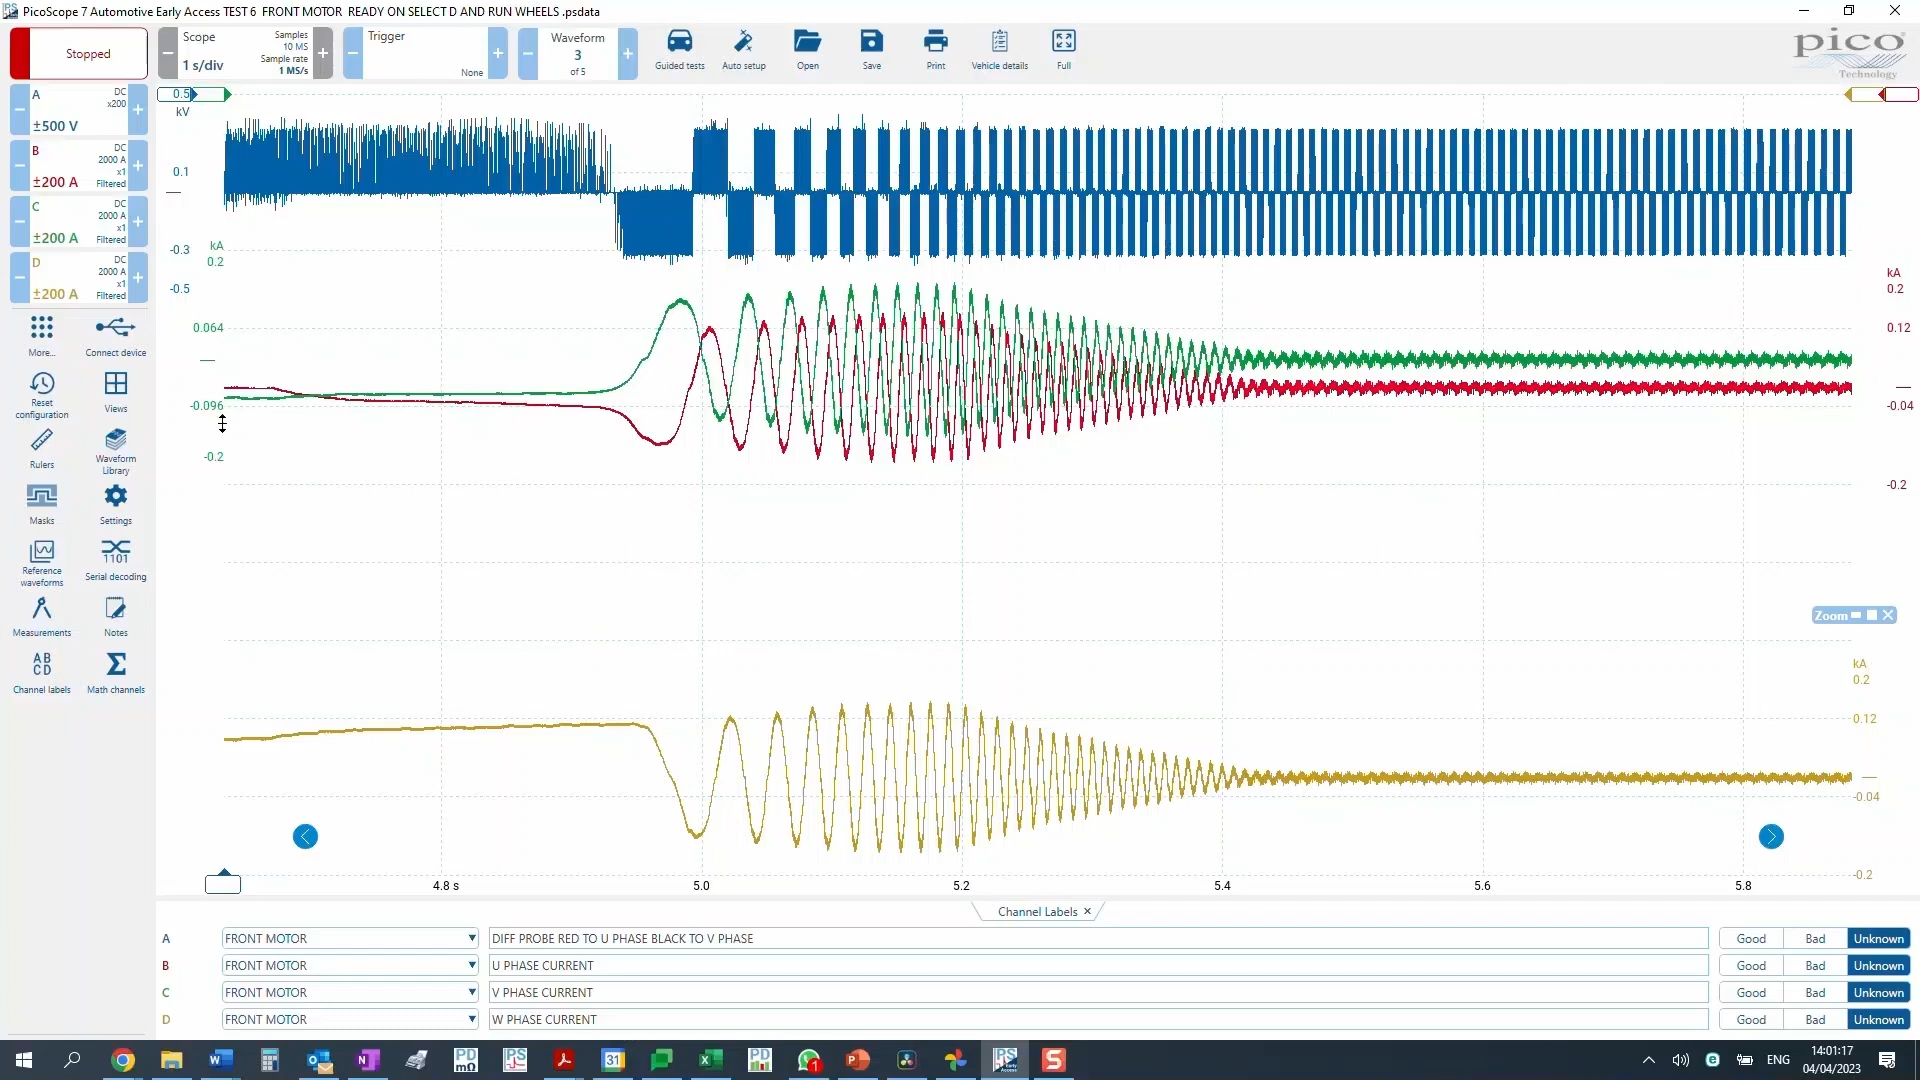 PicoScope 7 Automotive Early Access TEST 6 FRONT MOTOR READY ON SELECT D AND RUN WHEELS .psdata
Stopped
Scope
1 s/div
Samples
10 MS
Sample rate
1 MS/s
Trigger
None
Waveform
3
of 5
Guided tests
Auto setup
Open
Save
Print
Vehicle details
Full
pico
Technology
A
DC
x200
±500 V
B
DC
2000 A
x1
±200 A
Filtered
C
DC
2000 A
x1
±200 A
Filtered
D
DC
2000 A
x1
±200 A
Filtered
More...
Connect device
Reset configuration
Views
Rulers
Waveform Library
Masks
Settings
Reference waveforms
1101
Serial decoding
Measurements
Notes
AB
CD
Channel labels
Math channels
0.5
kV
0.1
-0.3
-0.5
kA
0.2
0.064
-0.096
-0.2
kA
0.2
0.12
-0.04
-0.2
Zoom
kA
0.2
0.12
-0.04
-0.2
4.8 s
5.0
5.2
5.4
5.6
5.8
Channel Labels
A FRONT MOTOR DIFF PROBE RED TO U PHASE BLACK TO V PHASE Good Bad Unknown
B FRONT MOTOR U PHASE CURRENT Good Bad Unknown
C FRONT MOTOR V PHASE CURRENT Good Bad Unknown
D FRONT MOTOR W PHASE CURRENT Good Bad Unknown
ENG
14:01:17
04/04/2023